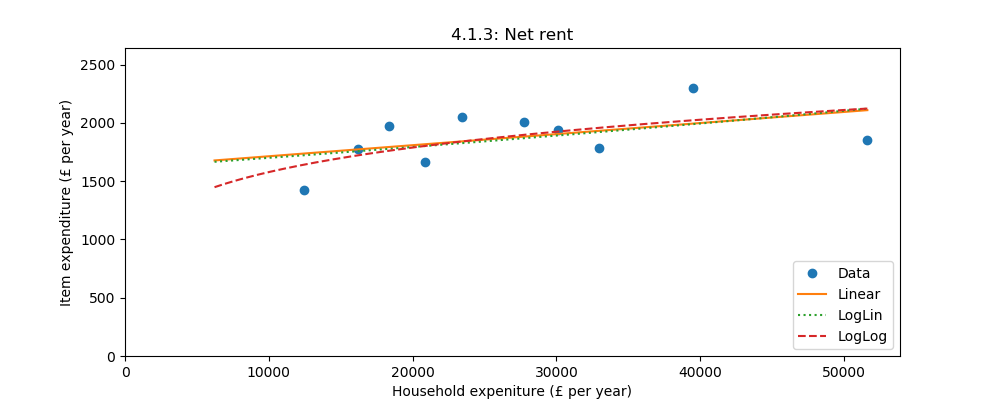 4.1.3: Net rent
Item expenditure (£ per year)
2500
2000
1500
1000
500
0
0 10000 20000 30000 40000 50000
Household expeniture (£ per year)
Data
Linear
LogLin
LogLog